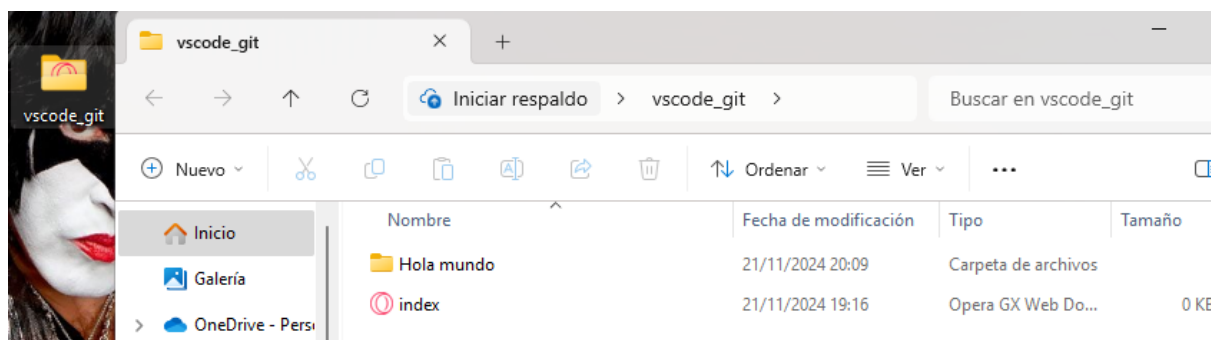 vscode_git
vscode_git
Iniciar respaldo > vscode_git >
Buscar en vscode_git
Nuevo
Ordenar
Ver
Nombre
Fecha de modificación
Tipo
Tamaño
Inicio
Galería
OneDrive - Pers
Hola mundo
21/11/2024 20:09
Carpeta de archivos
index
21/11/2024 19:16
Opera GX Web Do...
0 KB